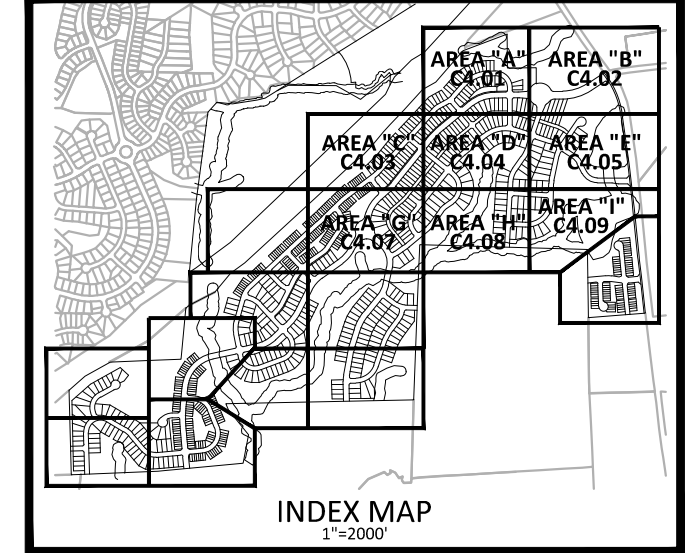 AREA "A"
C4.01
AREA "B"
C4.02
AREA "C"
C4.03
AREA "D"
C4.04
AREA "E"
C4.05
AREA "G"
C4.07
AREA "H"
C4.08
AREA "I"
C4.09
INDEX MAP
1"=2000'